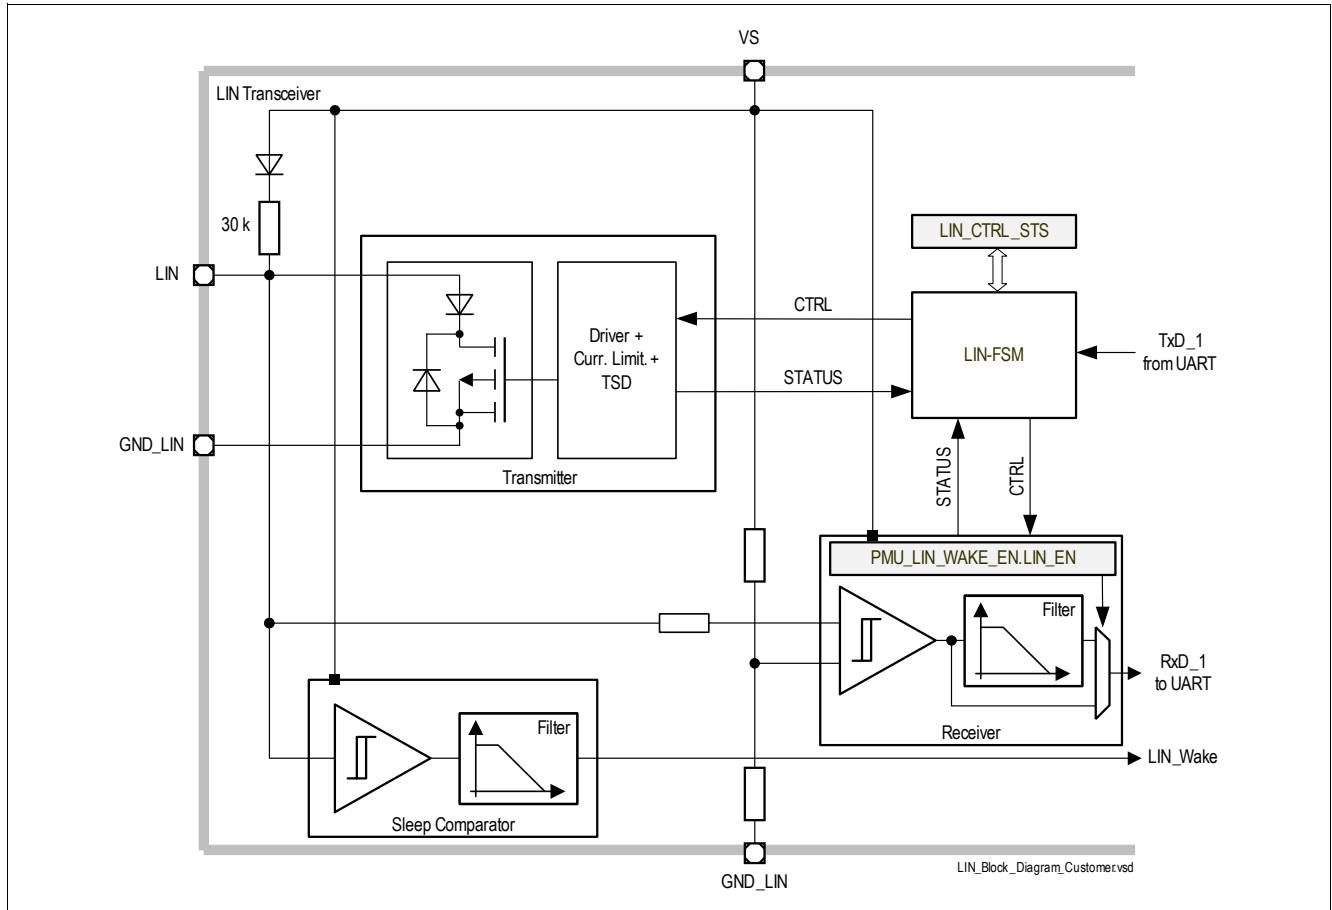 VS
LIN Transceiver
30 k
LIN_CTRL_STS
LIN
CTRL
Driver +
Curr. Limit. +
TSD
LIN-FSM
TxD_1
from UART
STATUS
GND_LIN
Transmitter
STATUS
CTRL
PMU_LIN_WAKE_EN.LIN_EN
Filter
RxD_1
to UART
Receiver
Filter
LIN_Wake
Sleep Comparator
LIN_Block_Diagram_Customer.vsd
GND_LIN